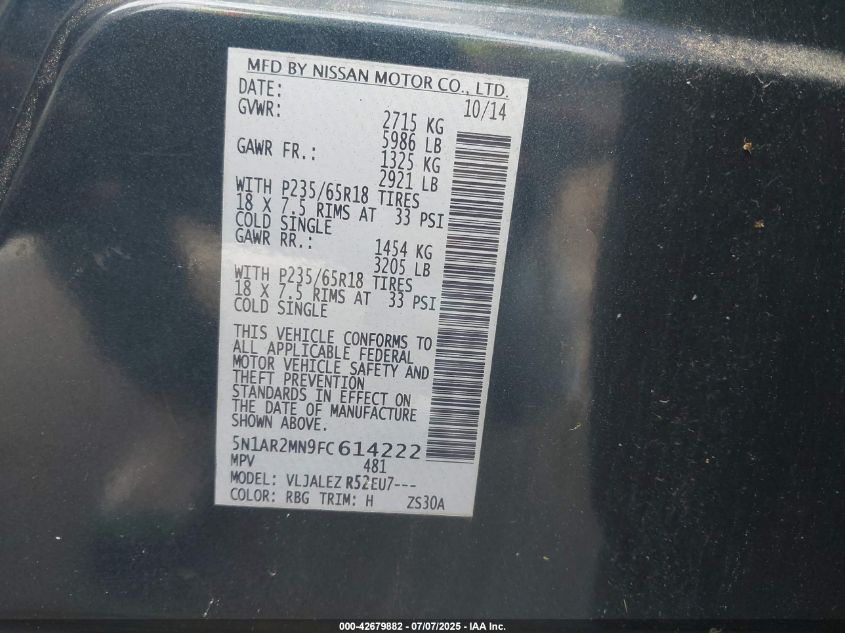 MFD BY NISSAN MOTOR CO., LTD.
DATE: 10/14
GVWR: 2715 KG
5986 LB
GAWR FR.: 1325 KG
2921 LB
WITH P235/65R18 TIRES
18 X 7.5 RIMS AT 33 PSI
COLD SINGLE
GAWR RR.: 1454 KG
3205 LB
WITH P235/65R18 TIRES
18 X 7.5 RIMS AT 33 PSI
COLD SINGLE
THIS VEHICLE CONFORMS TO
ALL APPLICABLE FEDERAL
MOTOR VEHICLE SAFETY AND
THEFT PREVENTION
STANDARDS IN EFFECT ON
THE DATE OF MANUFACTURE
SHOWN ABOVE.
5N1AR2MN9FC614222
MPV 481
MODEL: VLJALEZ R52EU7---
COLOR: RBG TRIM: H ZS30A
000-42679882 - 07/07/2025 - IAA Inc.